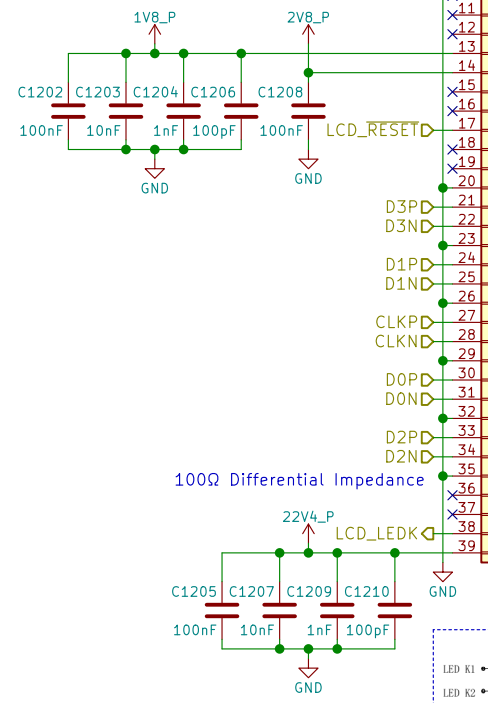 1V8_P
2V8_P
11
12
13
14
C1202 C1203 C1204 C1206 C1208
15
16
100nF 10nF 1nF 100pF 100nF
LCD_RESET 17
18
19
GND
GND
20
D3P 21
D3N 22
23
D1P 24
D1N 25
26
CLKP 27
CLKN 28
29
D0P 30
D0N 31
32
D2P 33
D2N 34
35
100Ω Differential Impedance
36
37
22V4_P
LCD_LEDK 38
39
C1205 C1207 C1209 C1210
GND
100nF 10nF 1nF 100pF
GND
LED K1
LED K2